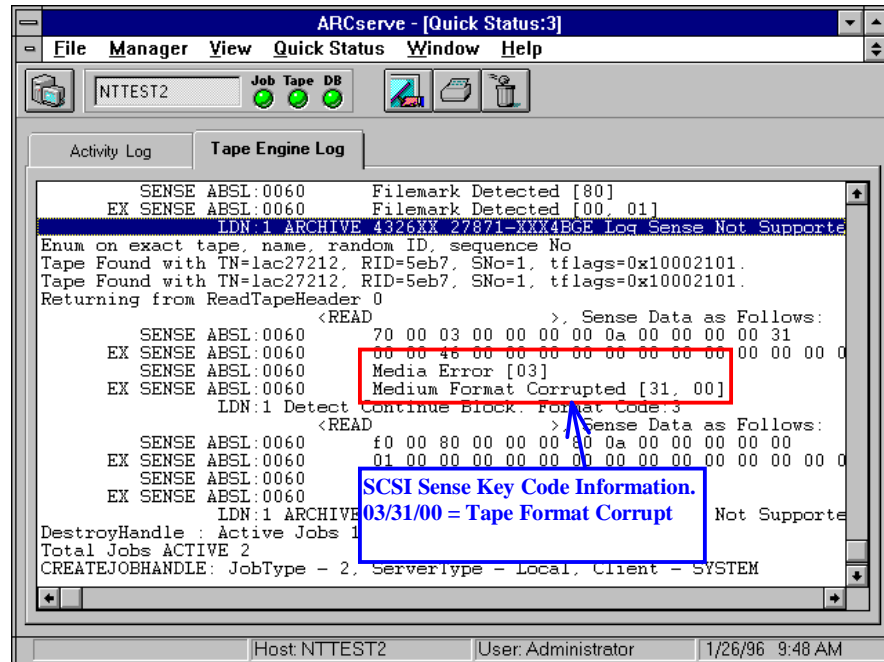 ARCserve - [Quick Status:3]
File Manager View Quick Status Window Help
NTTEST2
Job Tape DB
Activity Log Tape Engine Log
SENSE ABSL:0060 Filemark Detected [80]
EX SENSE ABSL:0060 Filemark Detected [00, 01]
LDN:1 ARCHIVE 4326XX 27871-XXX4BGE Log Sense Not Supporte
Enum on exact tape, name, random ID, sequence No
Tape Found with TN=lac27212, RID=5eb7, SNo=1, tflags=0x10002101.
Tape Found with TN=lac27212, RID=5eb7, SNo=1, tflags=0x10002101.
Returning from ReadTapeHeader 0
<READ >, Sense Data as Follows:
SENSE ABSL:0060 70 00 03 00 00 00 00 0a 00 00 00 00 31
EX SENSE ABSL:0060 00 00 46 00 00 00 00 00 00 00 00 00 00 00 0
SENSE ABSL:0060 Media Error [03]
EX SENSE ABSL:0060 Medium Format Corrupted [31, 00]
LDN:1 Detect Continue Block. Format Code:3
<READ >, Sense Data as Follows:
SENSE ABSL:0060 f0 00 80 00 00 00 80 0a 00 00 00 00 00
EX SENSE ABSL:0060 01 00 00 00 00 00 00 00 00 00 00 00 00 00 0
SENSE ABSL:0060
EX SENSE ABSL:0060
SCSI Sense Key Code Information.
03/31/00 = Tape Format Corrupt
LDN:1 ARCHIVE Not Supporte
DestroyHandle : Active Jobs 1
Total Jobs ACTIVE 2
CREATEJOBHANDLE: JobType - 2, ServerType - Local, Client - SYSTEM
Host: NTTEST2 User: Administrator 1/26/96 9:48 AM